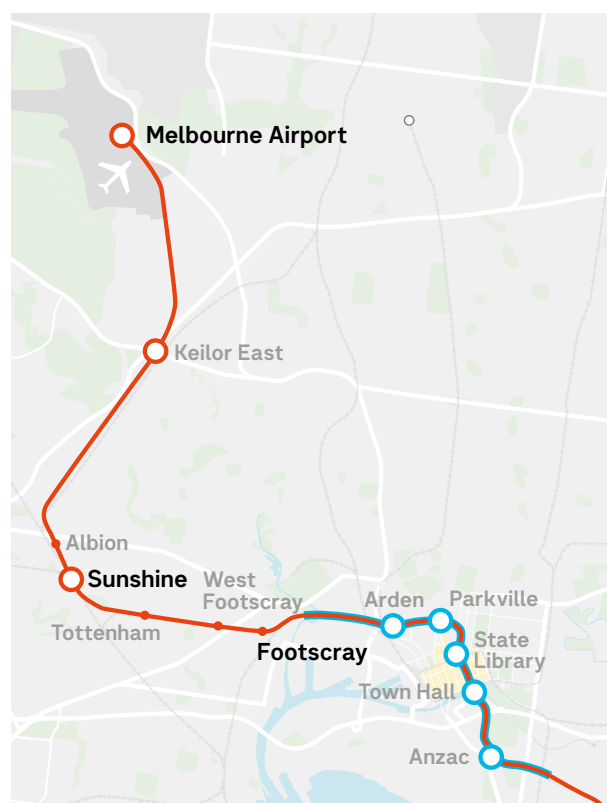 Melbourne Airport
Keilor East
Albion
Sunshine
West
Footscray
Tottenham
Footscray
Arden
Parkville
State
Library
Town Hall
Anzac